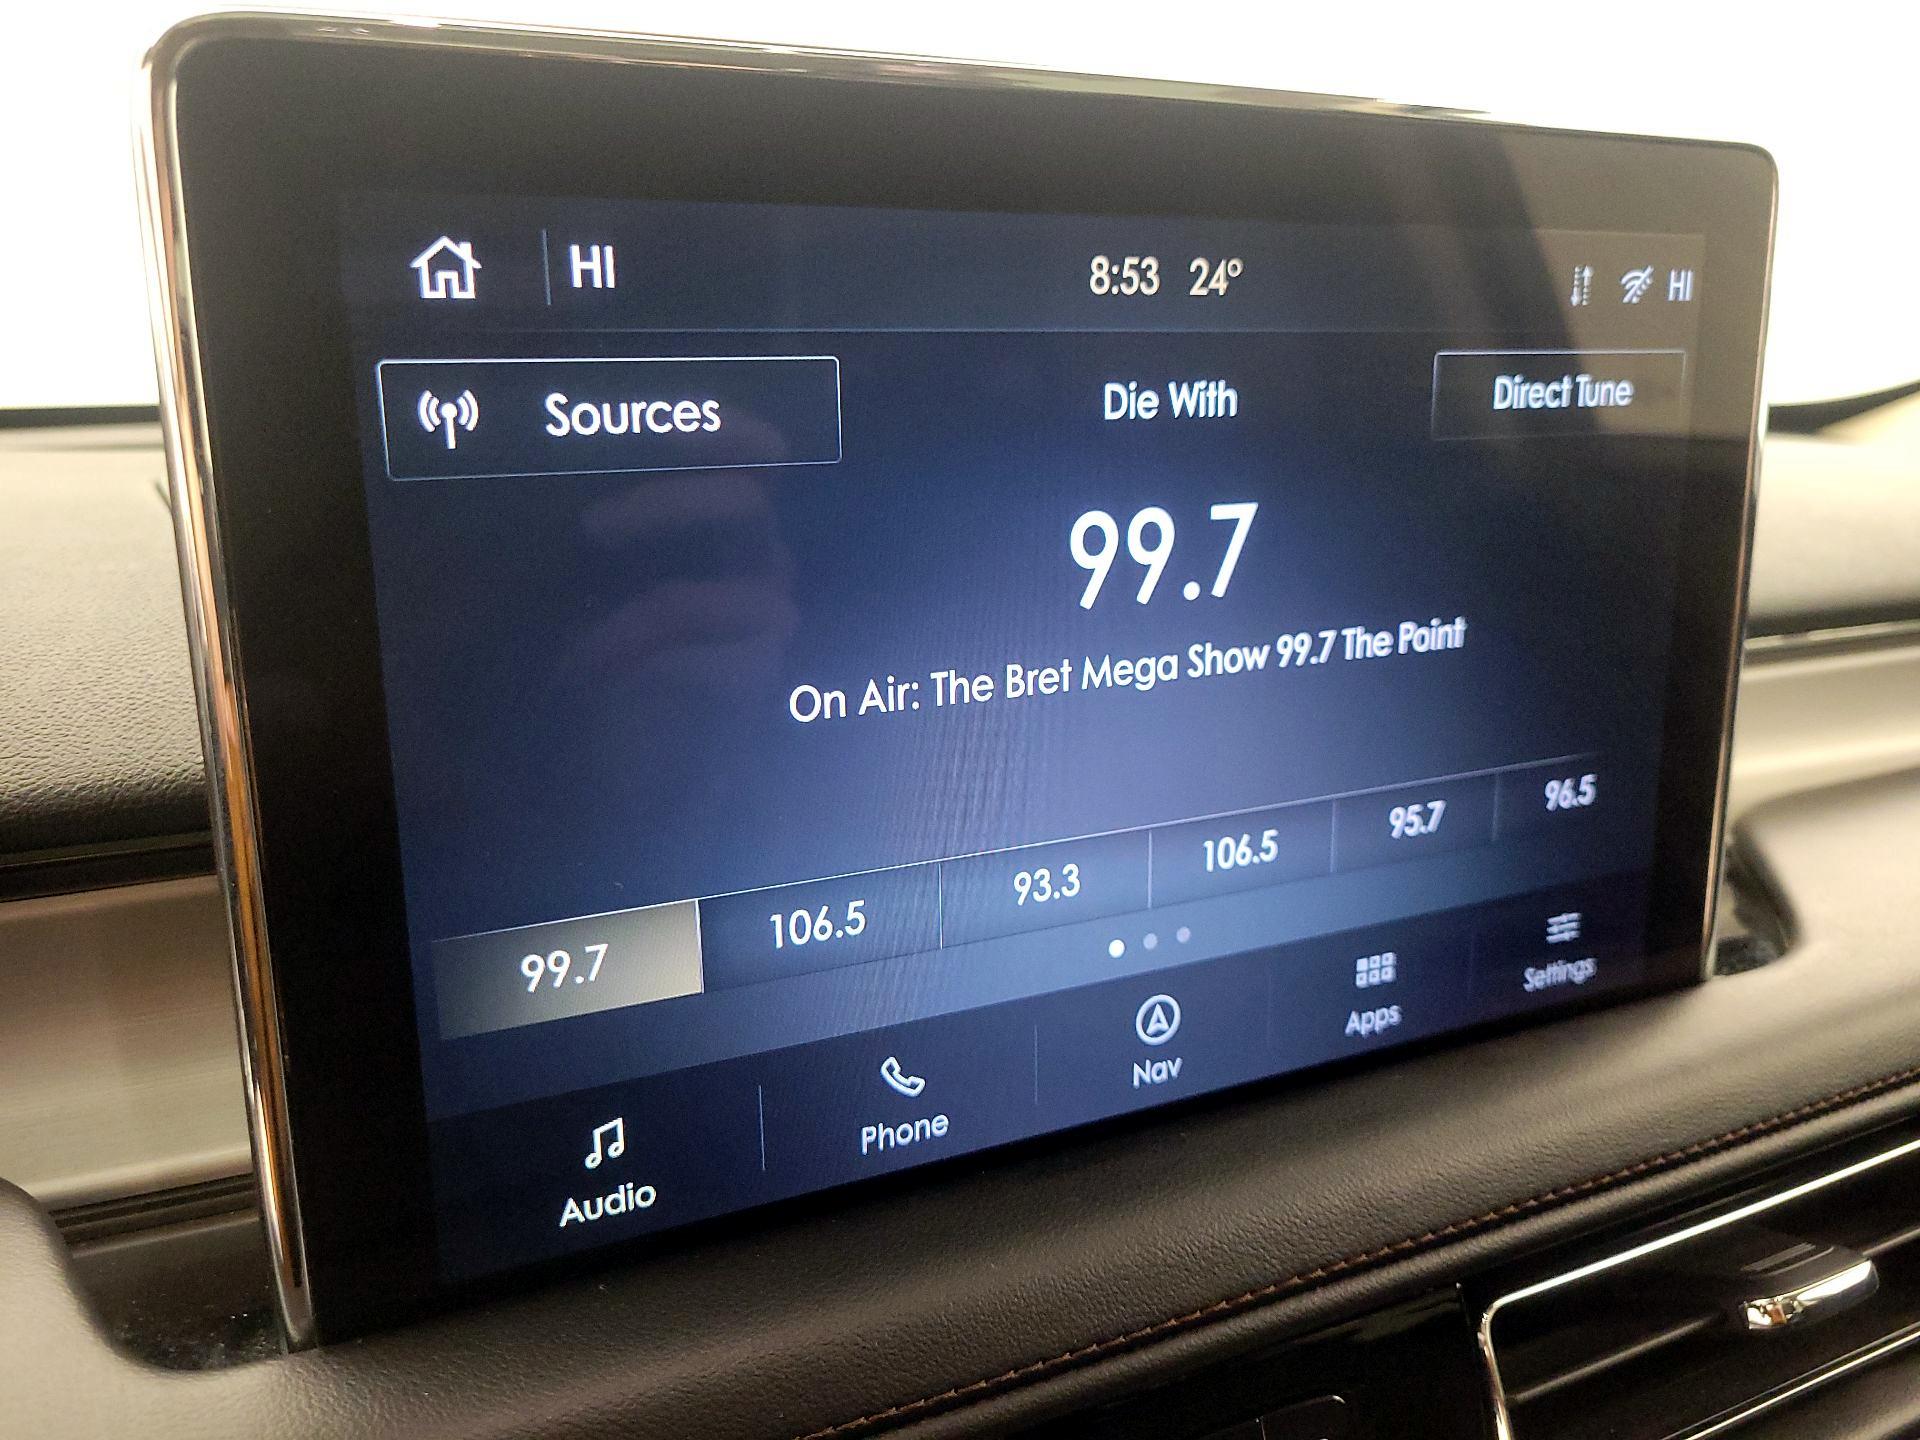 HI 8:53 24° HI
Sources
Die With
Direct Tune
99.7
On Air: The Bret Mega Show 99.7 The Point
99.7 106.5 93.3 106.5 95.7 96.5
Audio Phone Nav Apps Settings